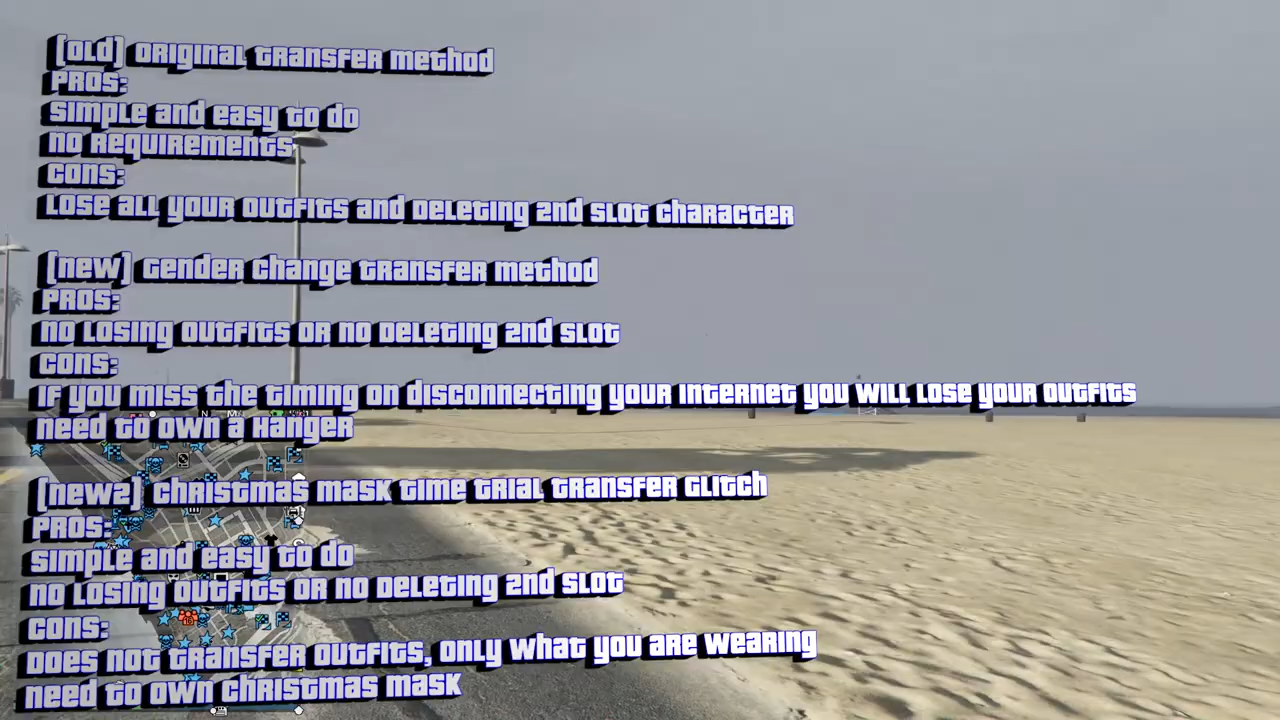 [OLD] ORIGINAL TRANSFER METHOD
PROS:
SIMPLE AND EASY TO DO
NO REQUIREMENTS
CONS:
LOSE ALL YOUR OUTFITS AND DELETING 2ND SLOT CHARACTER
[NEW] GENDER CHANGE TRANSFER METHOD
PROS:
NO LOSING OUTFITS OR NO DELETING 2ND SLOT
CONS:
IF YOU MISS THE TIMING ON DISCONNECTING YOUR INTERNET YOU WILL LOSE YOUR OUTFITS
NEED TO OWN A HANGER
[NEW2] CHRISTMAS MASK TIME TRIAL TRANSFER GLITCH
PROS:
SIMPLE AND EASY TO DO
NO LOSING OUTFITS OR NO DELETING 2ND SLOT
CONS:
DOES NOT TRANSFER OUTFITS, ONLY WHAT YOU ARE WEARING
NEED TO OWN CHRISTMAS MASK